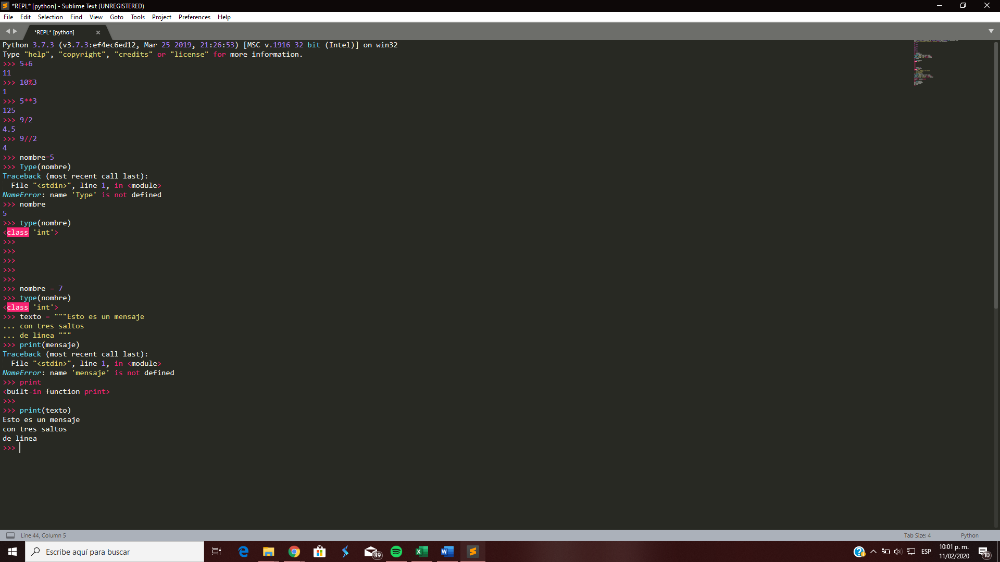 *REPL* [python] - Sublime Text (UNREGISTERED)
File Edit Selection Find View Goto Tools Project Preferences Help
*REPL* [python]
Python 3.7.3 (v3.7.3:ef4ec6ed12, Mar 25 2019, 21:26:53) [MSC v.1916 32 bit (Intel)] on win32
Type "help", "copyright", "credits" or "license" for more information.
>>> 5+6
11
>>> 10%3
1
>>> 5**3
125
>>> 9/2
4.5
>>> 9//2
4
>>> nombre=5
>>> Type(nombre)
Traceback (most recent call last):
  File "<stdin>", line 1, in <module>
NameError: name 'Type' is not defined
>>> nombre
5
>>> type(nombre)
<class 'int'>
>>>
>>>
>>>
>>>
>>>
>>> nombre = 7
>>> type(nombre)
<class 'int'>
>>> texto = """Esto es un mensaje
... con tres saltos
... de linea """
>>> print(mensaje)
Traceback (most recent call last):
  File "<stdin>", line 1, in <module>
NameError: name 'mensaje' is not defined
>>> print
<built-in function print>
>>>
>>> print(texto)
Esto es un mensaje
con tres saltos
de linea
>>>
Line 44, Column 5 Tab Size: 4 Python
Escribe aquí para buscar 39 ESP 10:01 p. m.
11/02/2020 10